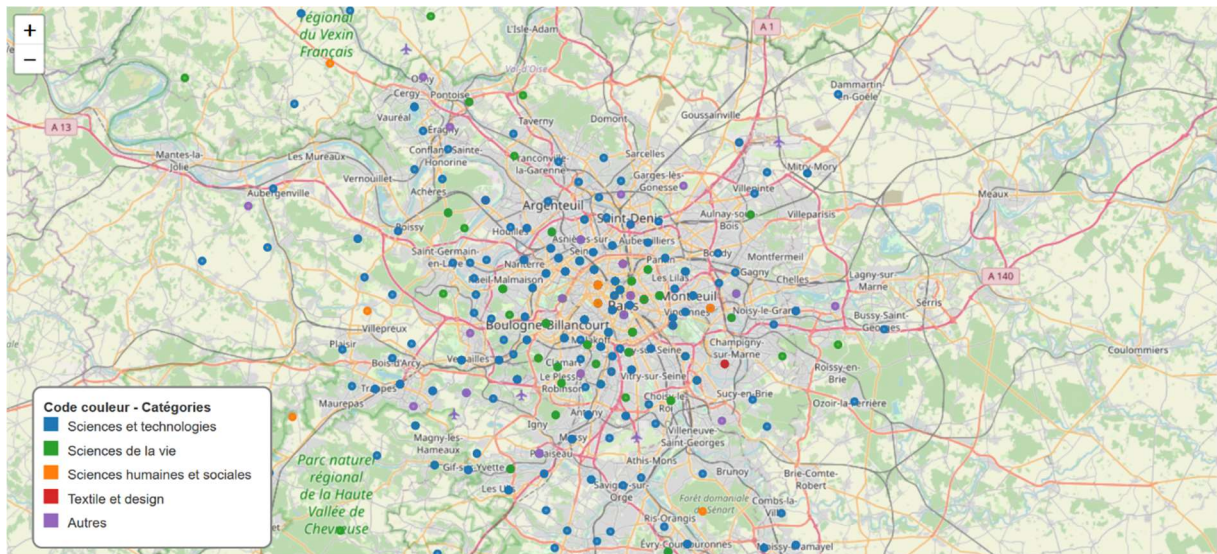 +
−
régional
du Vexin
Français
L'Isle-Adam
A 1
Val-d'Oise
Osny
Cergy
Pontoise
Dammartin
-en-Goële
Vauréal
Taverny
Domont
Goussainville
A 13
Éragny
Mantes-la
-Jolie
Les Mureaux
Conflans-Sainte
-Honorine
Franconville
-la-Garenne
Sarcelles
Mitry-Mory
Vernouillet
Achères
Garges-lès
-Gonesse
Villepinte
Meaux
Aubergenville
Argenteuil
Saint-Denis
Aulnay-sous
-Bois
Villeparisis
Poissy
Houilles
Asnières-sur
-Seine
Aubervilliers
Saint-Germain
-en-Laye
Nanterre
Pantin
Bondy
Montfermeil
Rueil-Malmaison
Les Lilas
Gagny
Chelles
Lagny-sur
-Marne
A 140
Paris
Montreuil
Serris
Vincennes
Noisy-le-Grand
Bussy-Saint
-Georges
Villepreux
Boulogne-Billancourt
Plaisir
Malakoff
Champigny
-sur-Marne
Coulommiers
Bois-d'Arcy
Versailles
Clamart
Ivry-sur-Seine
Roissy-en
-Brie
Trappes
Le Plessis
-Robinson
Vitry-sur-Seine
Maurepas
Choisy-le
-Roi
Sucy-en-Brie
Ozoir-la-Ferrière
Antony
Igny
Magny-les
-Hameaux
Massy
Villeneuve
-Saint-Georges
Palaiseau
Gif-sur-Yvette
Athis-Mons
Brunoy
Brie-Comte
-Robert
Les Ulis
Savigny-sur
-Orge
Forêt domaniale
de Sénart
Combs-la
-Ville
Ris-Orangis
Évry-Courcouronnes
Moissy-Cramayel
Parc naturel
régional
de la Haute
Vallée de
Chevreuse
Code couleur - Catégories
Sciences et technologies
Sciences de la vie
Sciences humaines et sociales
Textile et design
Autres